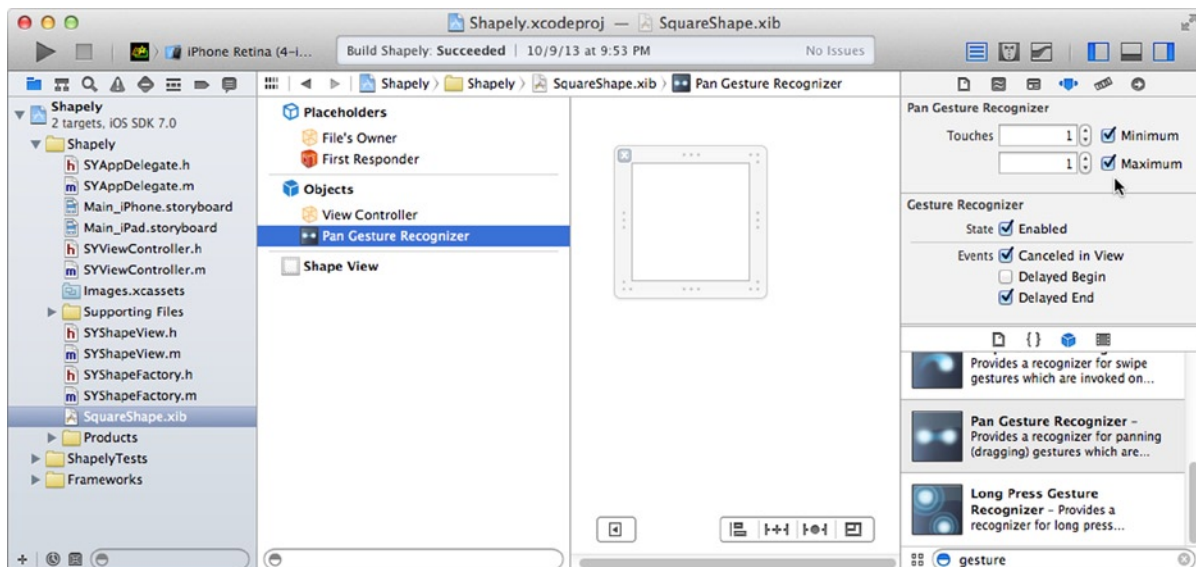 Shapely.xcodeproj — SquareShape.xib
iPhone Retina (4-i...
Build Shapely: Succeeded | 10/9/13 at 9:53 PM
No Issues
Shapely
2 targets, iOS SDK 7.0
Shapely
SYAppDelegate.h
SYAppDelegate.m
Main_iPhone.storyboard
Main_iPad.storyboard
SYViewController.h
SYViewController.m
Images.xcassets
Supporting Files
SYShapeView.h
SYShapeView.m
SYShapeFactory.h
SYShapeFactory.m
SquareShape.xib
Products
ShapelyTests
Frameworks
Shapely
Shapely
SquareShape.xib
Pan Gesture Recognizer
Placeholders
File's Owner
First Responder
Objects
View Controller
Pan Gesture Recognizer
Shape View
Pan Gesture Recognizer
Touches 1 Minimum
1 Maximum
Gesture Recognizer
State Enabled
Events Canceled in View
Delayed Begin
Delayed End
Provides a recognizer for swipe
gestures which are invoked on...
Pan Gesture Recognizer –
Provides a recognizer for panning
(dragging) gestures which are...
Long Press Gesture
Recognizer – Provides a
recognizer for long press...
gesture